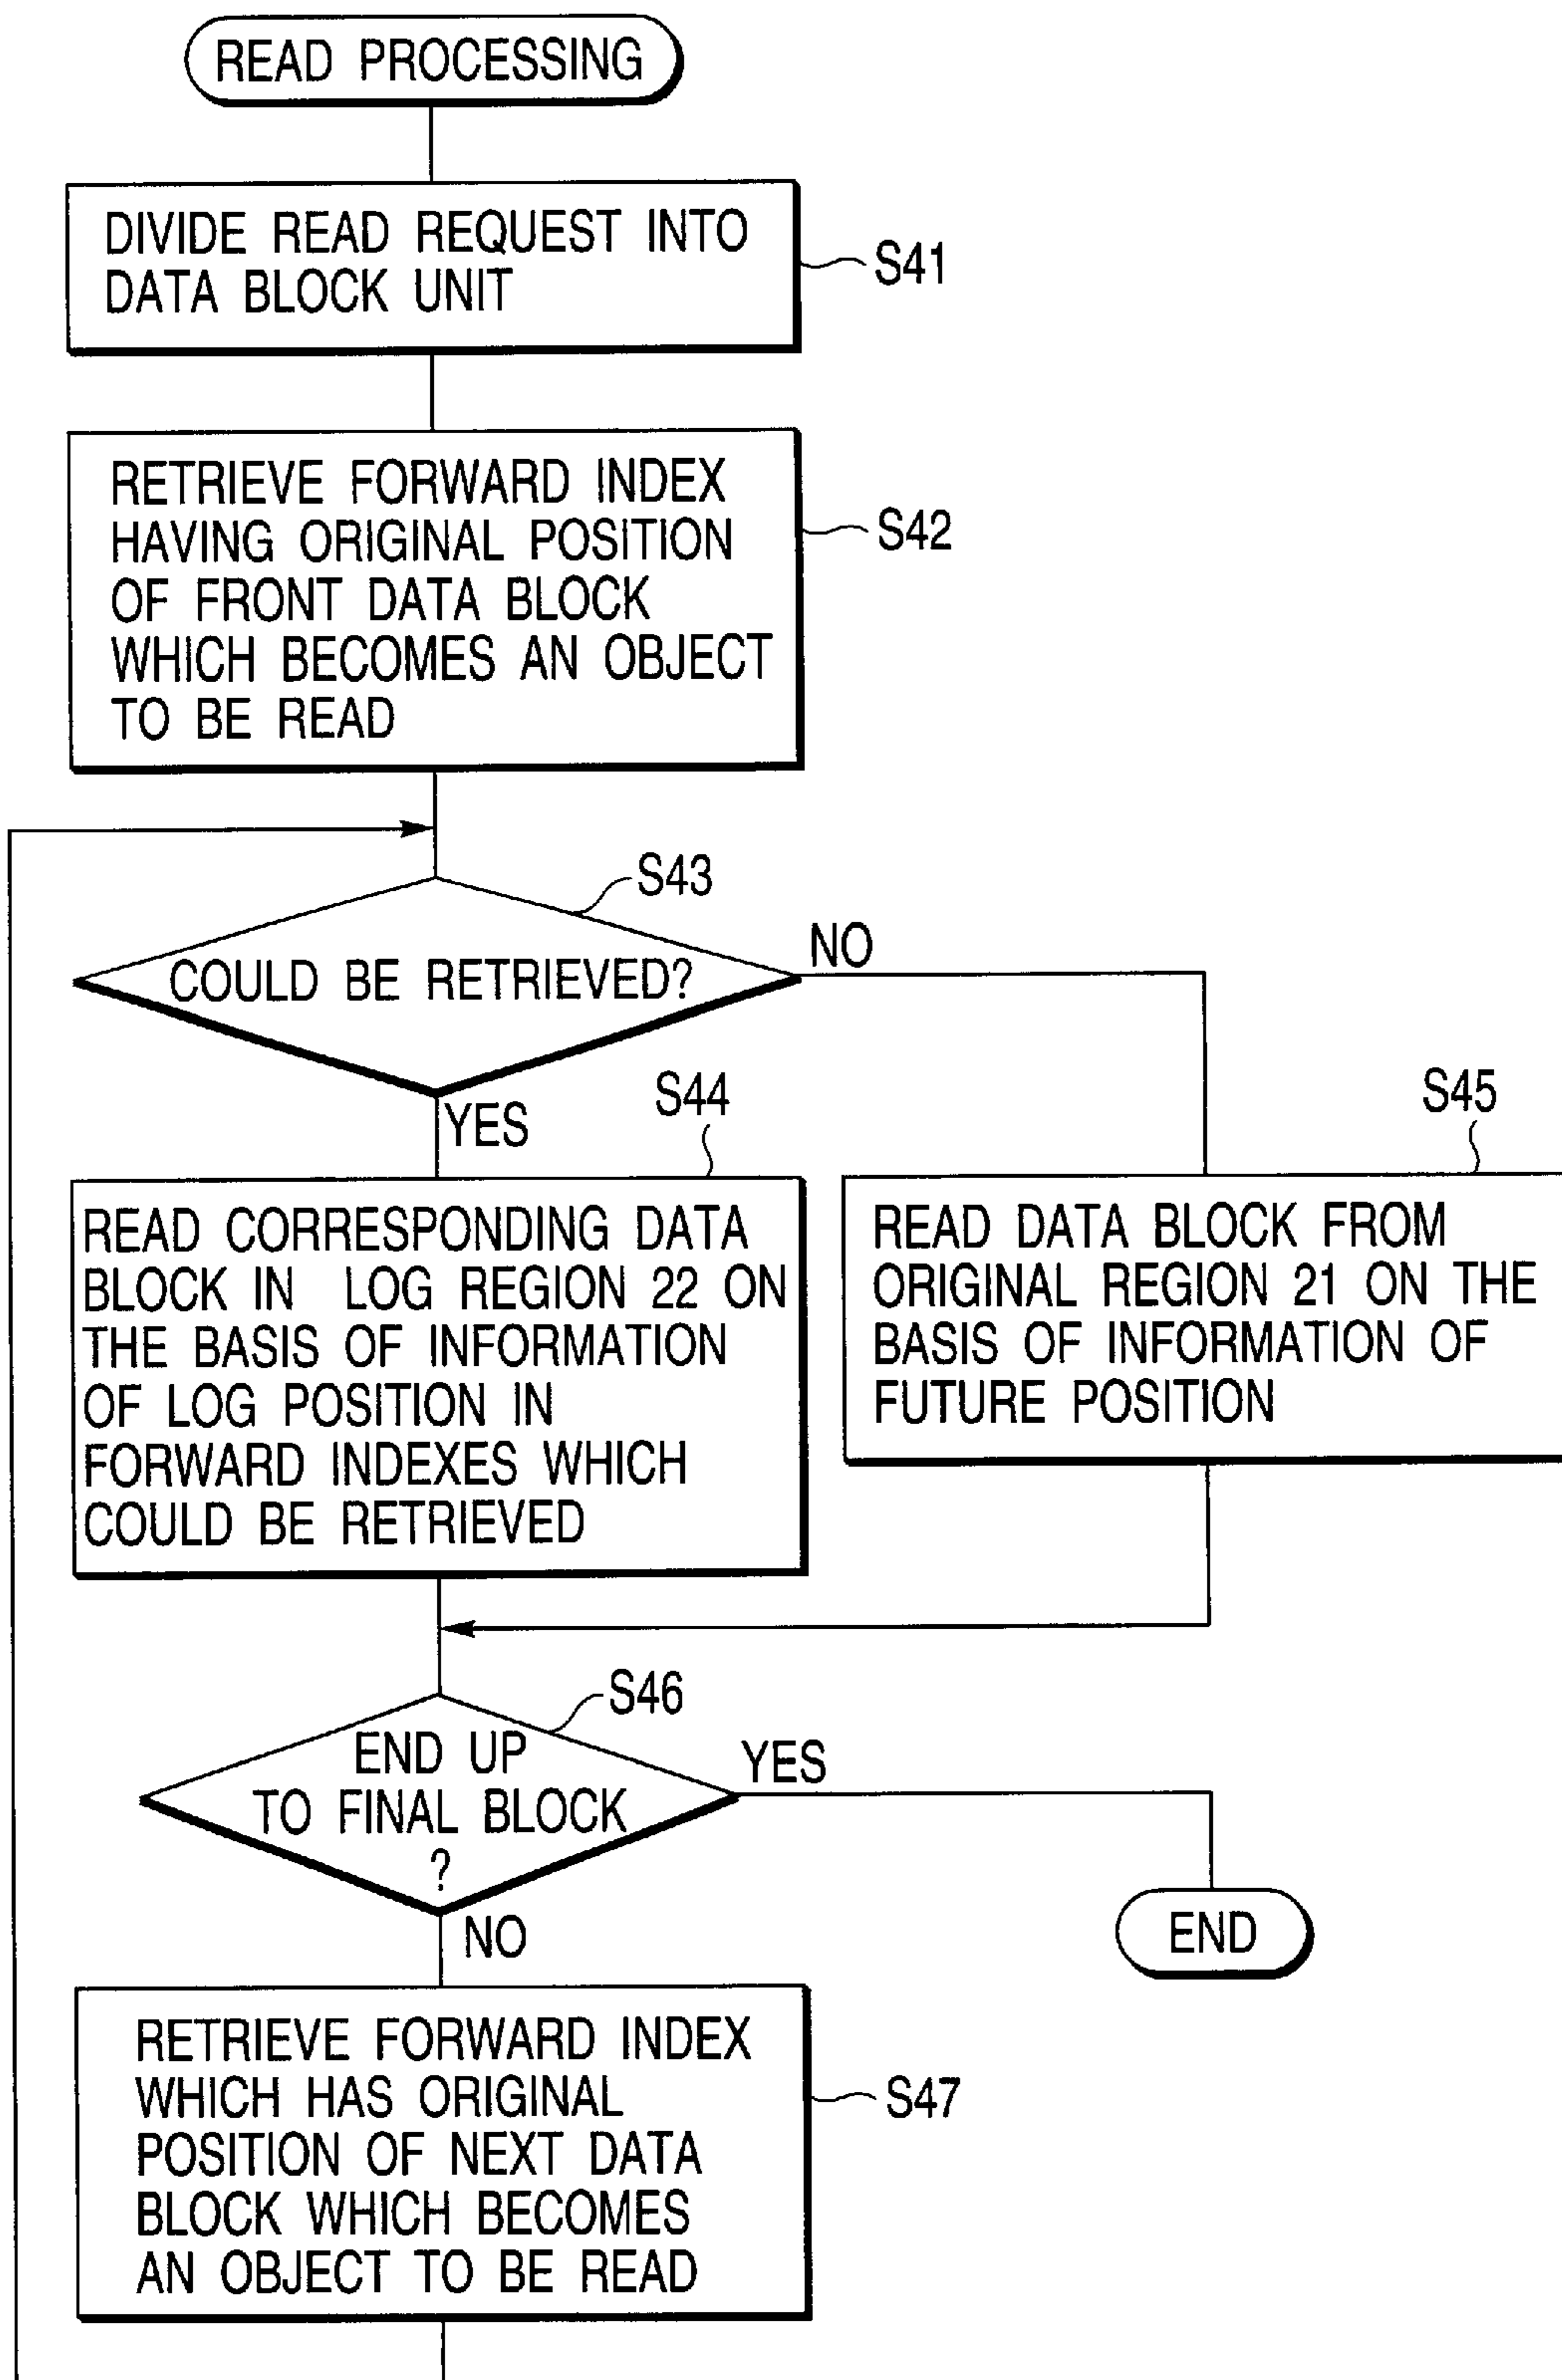 READ PROCESSING
DIVIDE READ REQUEST INTO
DATA BLOCK UNIT
S41
RETRIEVE FORWARD INDEX
HAVING ORIGINAL POSITION
OF FRONT DATA BLOCK
WHICH BECOMES AN OBJECT
TO BE READ
S42
S43
COULD BE RETRIEVED?
NO
YES
S44
S45
READ CORRESPONDING DATA
BLOCK IN LOG REGION 22 ON
THE BASIS OF INFORMATION
OF LOG POSITION IN
FORWARD INDEXES WHICH
COULD BE RETRIEVED
READ DATA BLOCK FROM
ORIGINAL REGION 21 ON THE
BASIS OF INFORMATION OF
FUTURE POSITION
S46
END UP
TO FINAL BLOCK
?
YES
NO
END
RETRIEVE FORWARD INDEX
WHICH HAS ORIGINAL
POSITION OF NEXT DATA
BLOCK WHICH BECOMES
AN OBJECT TO BE READ
S47